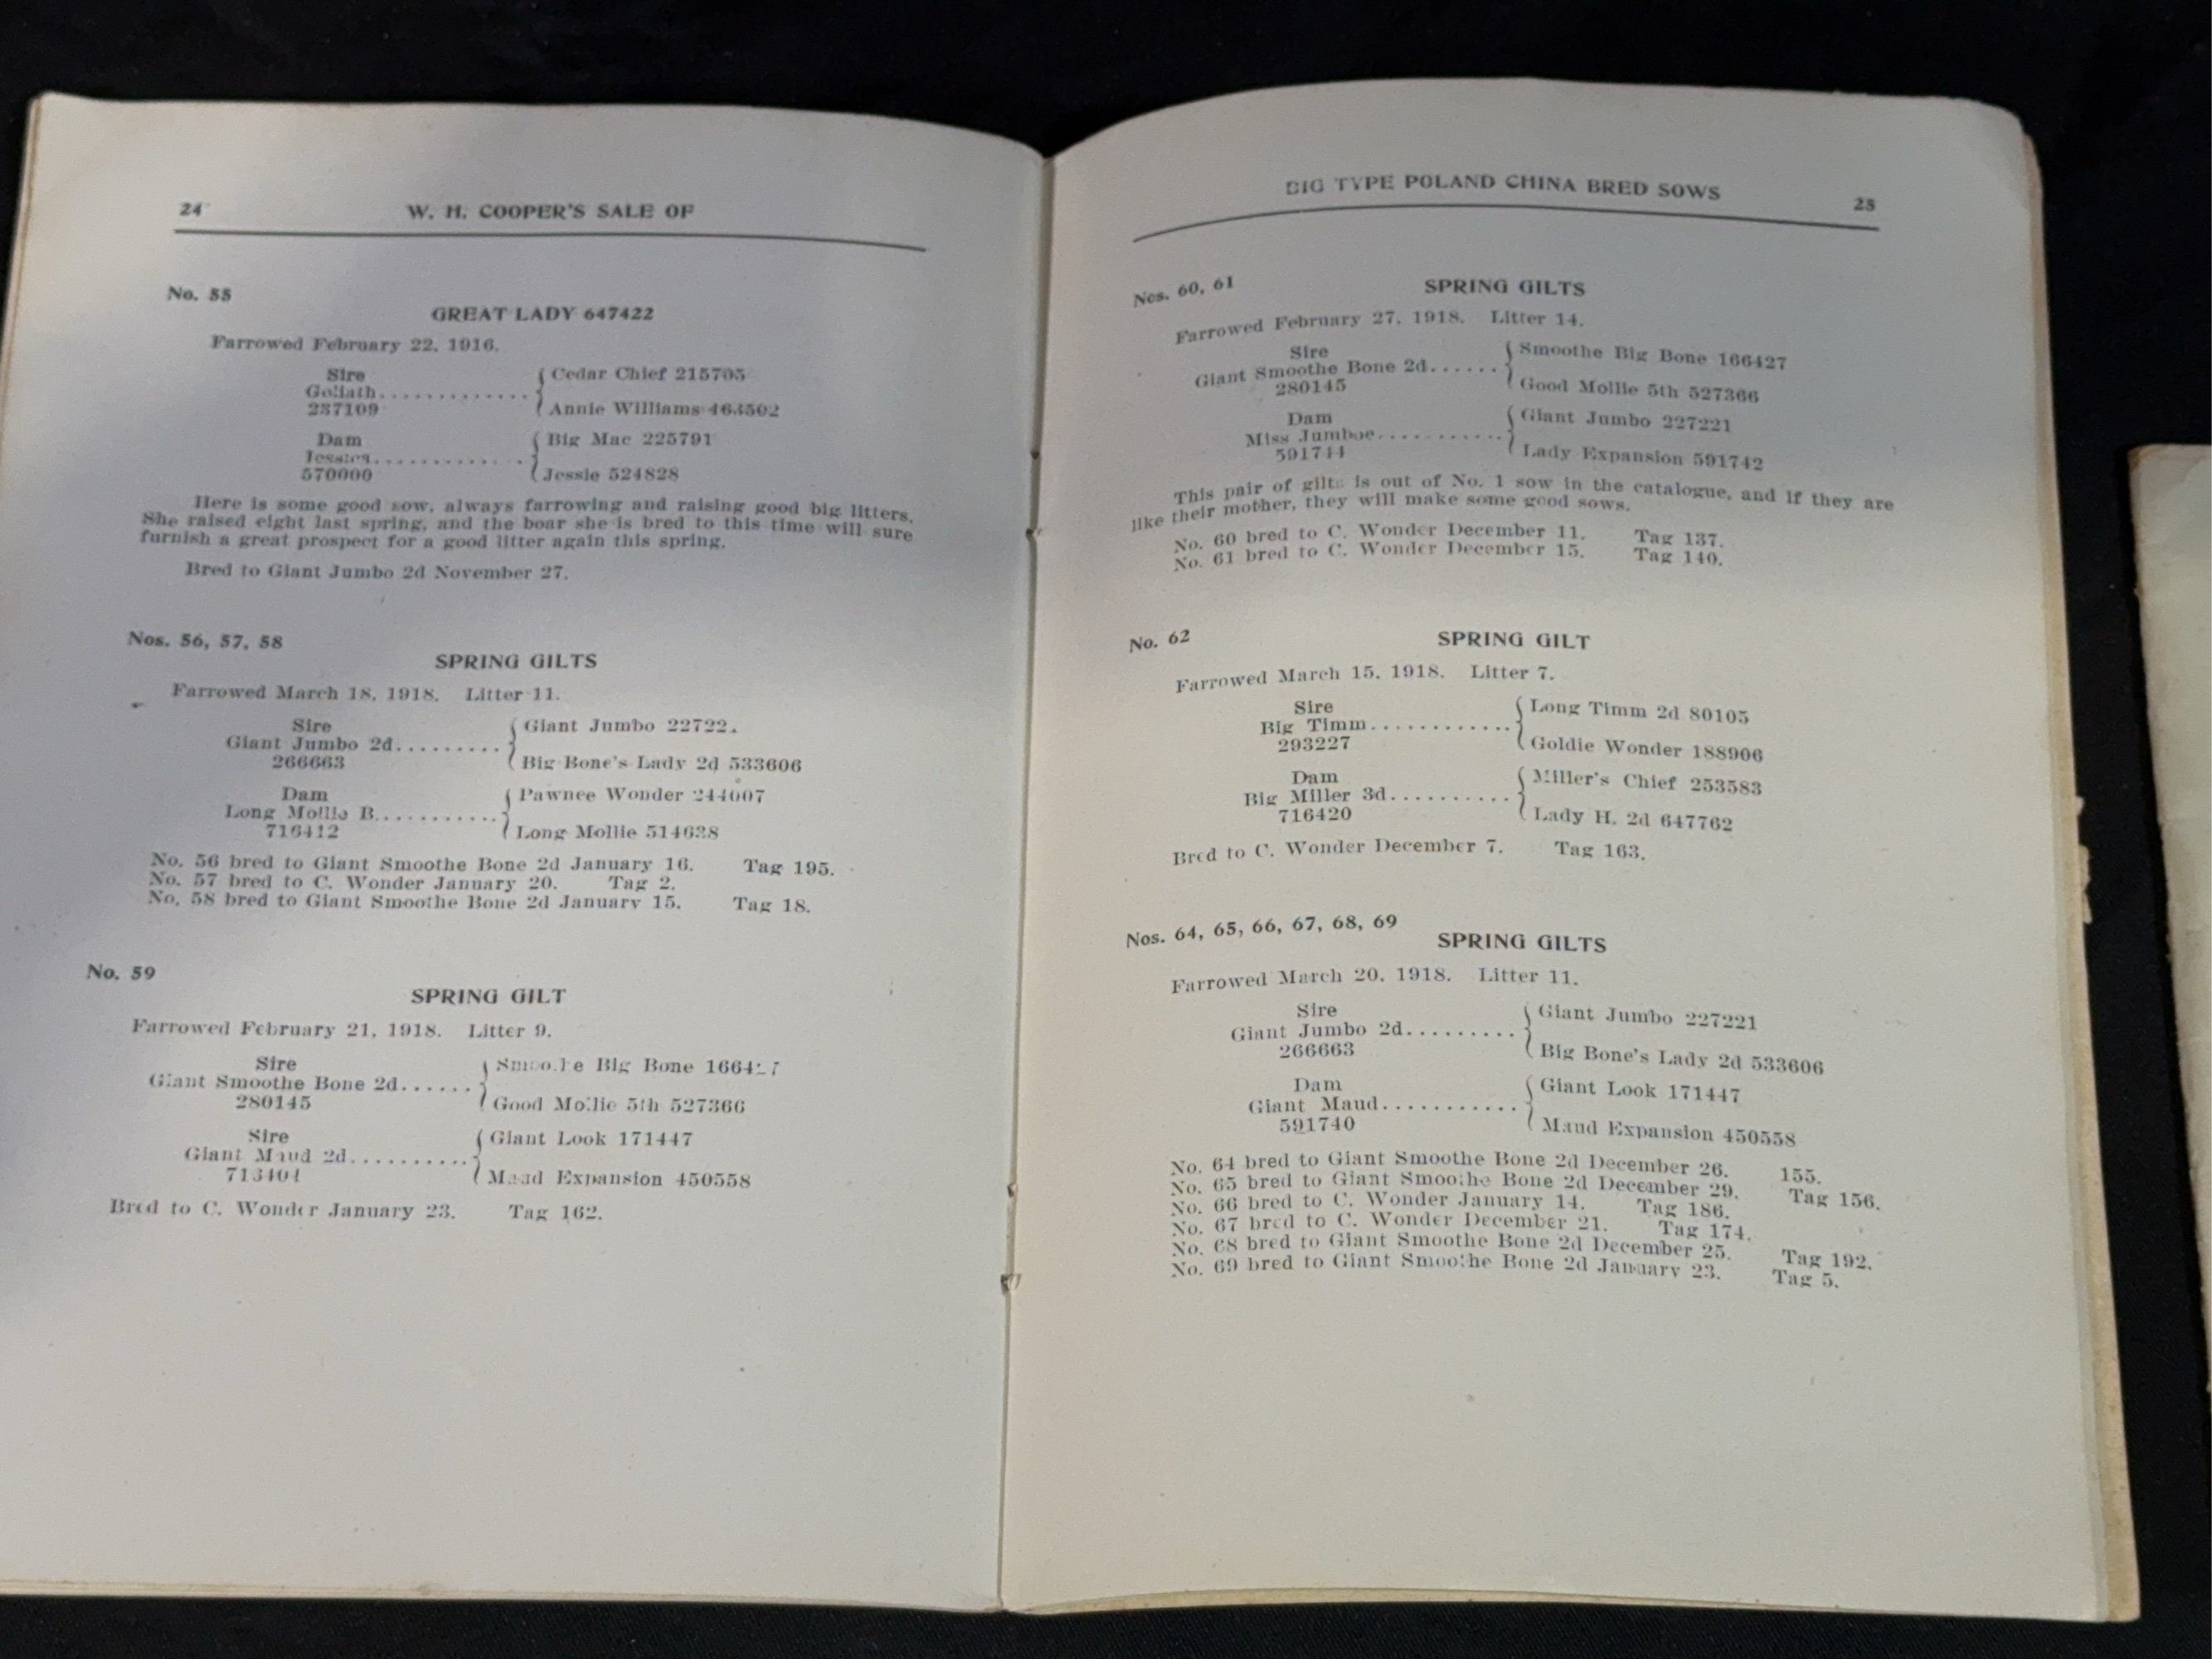 24 W. H. COOPER'S SALE OF
No. 55
GREAT LADY 647422
Farrowed February 22, 1916.
Sire
Goliath............. { Cedar Chief 215705
237109 Annie Williams 463502
Dam
Jessica............. { Big Mac 225791
570000 Jessie 524828
Here is some good sow, always farrowing and raising good big litters.
She raised eight last spring, and the boar she is bred to this time will sure
furnish a great prospect for a good litter again this spring.
Bred to Giant Jumbo 2d November 27.
Nos. 56, 57, 58
SPRING GILTS
Farrowed March 18, 1918. Litter 11.
Sire
Giant Jumbo 2d......... { Giant Jumbo
266663 Big Bone's Lady 2d 533606
Dam
Long Mollie B........... { Pawnee Wonder 244007
716412 Long Mollie 514638
No. 56 bred to Giant Smoothe Bone 2d January 16. Tag 195.
No. 57 bred to C. Wonder January 20. Tag 2.
No. 58 bred to Giant Smoothe Bone 2d January 15. Tag 18.
No. 59
SPRING GILT
Farrowed February 21, 1918. Litter 9.
Sire
Giant Smoothe Bone 2d...... { Smoothe Big Bone
280145 Good Mollie 5th 527366
Sire
Giant Maud 2d.......... { Giant Look 171447
713401 Maud Expansion 450558
Bred to C. Wonder January 23. Tag 162.
BIG TYPE POLAND CHINA BRED SOWS 25
Nos. 60, 61
SPRING GILTS
Farrowed February 27, 1918. Litter 14.
Sire
Giant Smoothe Bone 2d...... { Smoothe Big Bone 166427
280145 Good Mollie 5th 527366
Dam
Miss Jumboe........... { Giant Jumbo 227221
591744 Lady Expansion 591742
This pair of gilts is out of No. 1 sow in the catalogue, and if they are
like their mother, they will make some good sows.
No. 60 bred to C. Wonder December 11. Tag 137.
No. 61 bred to C. Wonder December 15. Tag 140.
No. 62
SPRING GILT
Farrowed March 15, 1918. Litter 7.
Sire
Big Timm............ { Long Timm 2d 80105
293227 Goldie Wonder 188906
Dam
Big Miller 3d.......... { Miller's Chief 253583
716420 Lady H. 2d 647762
Bred to C. Wonder December 7. Tag 163.
Nos. 64, 65, 66, 67, 68, 69
SPRING GILTS
Farrowed March 20, 1918. Litter 11.
Sire
Giant Jumbo 2d......... { Giant Jumbo 227221
266663 Big Bone's Lady 2d 533606
Dam
Giant Maud........... { Giant Look 171447
591740 Maud Expansion 450558
No. 64 bred to Giant Smoothe Bone 2d December 26. 155.
No. 65 bred to Giant Smoothe Bone 2d December 29. Tag 156.
No. 66 bred to C. Wonder January 14. Tag 186.
No. 67 bred to C. Wonder December 21. Tag 174.
No. 68 bred to Giant Smoothe Bone 2d December 25. Tag 192.
No. 69 bred to Giant Smoothe Bone 2d January 23. Tag 5.